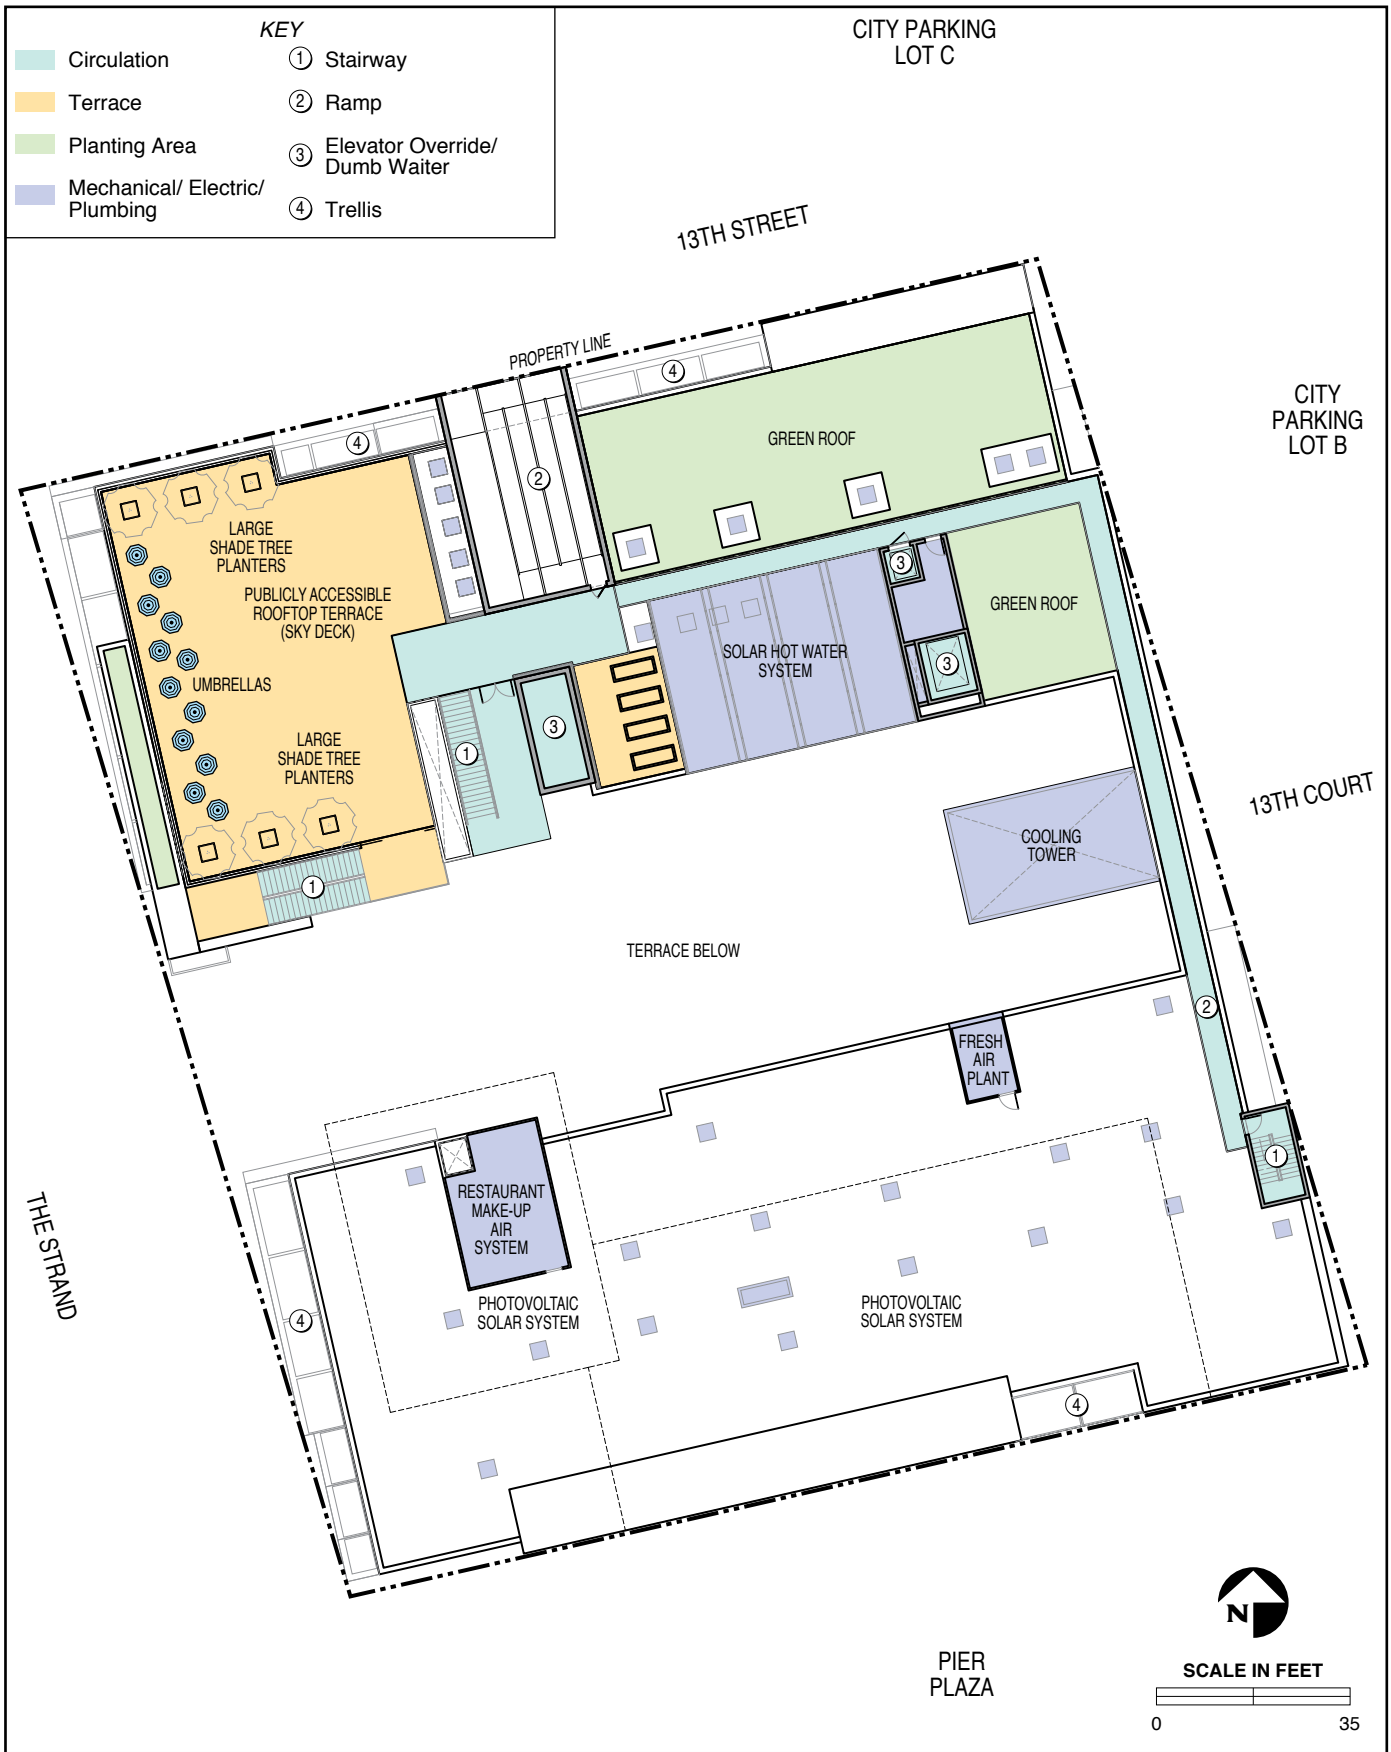 KEY
Circulation
Terrace
Planting Area
Mechanical/ Electric/
Plumbing
1 Stairway
2 Ramp
3 Elevator Override/
Dumb Waiter
4 Trellis
CITY PARKING
LOT C
13TH STREET
PROPERTY LINE
CITY
PARKING
LOT B
4
4
2
GREEN ROOF
LARGE
SHADE TREE
PLANTERS
PUBLICLY ACCESSIBLE
ROOFTOP TERRACE
(SKY DECK)
UMBRELLAS
LARGE
SHADE TREE
PLANTERS
3
GREEN ROOF
SOLAR HOT WATER
SYSTEM
3
3
1
1
13TH COURT
COOLING
TOWER
TERRACE BELOW
2
FRESH
AIR
PLANT
1
RESTAURANT
MAKE-UP
AIR
SYSTEM
THE STRAND
4
PHOTOVOLTAIC
SOLAR SYSTEM
PHOTOVOLTAIC
SOLAR SYSTEM
4
PIER
PLAZA
N
SCALE IN FEET
0 35